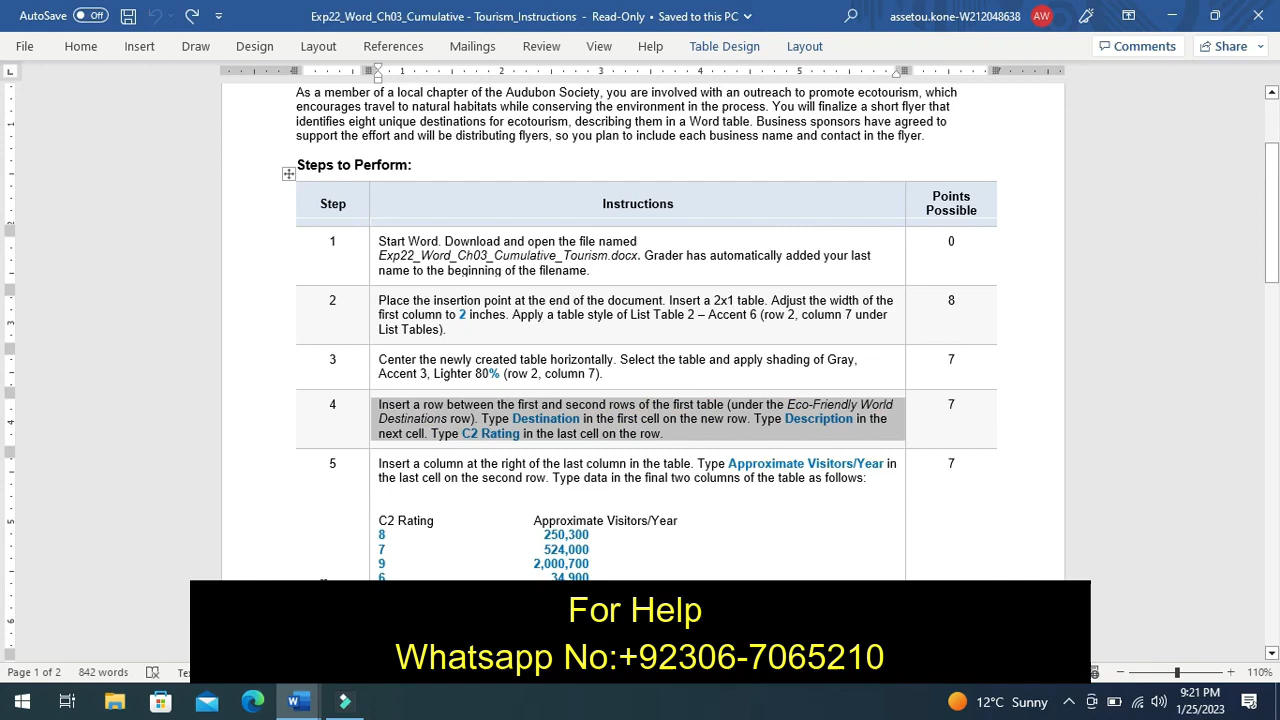 AutoSave Off Exp22_Word_Ch03_Cumulative - Tourism_Instructions - Read-Only • Saved to this PC assetou.kone-W212048638 AW
File Home Insert Draw Design Layout References Mailings Review View Help Table Design Layout Comments Share
1 2 3 4 5
As a member of a local chapter of the Audubon Society, you are involved with an outreach to promote ecotourism, which
encourages travel to natural habitats while conserving the environment in the process. You will finalize a short flyer that
identifies eight unique destinations for ecotourism, describing them in a Word table. Business sponsors have agreed to
support the effort and will be distributing flyers, so you plan to include each business name and contact in the flyer.
Steps to Perform:
Step Instructions Points
Possible
1 Start Word. Download and open the file named 0
Exp22_Word_Ch03_Cumulative_Tourism.docx. Grader has automatically added your last
name to the beginning of the filename.
2 Place the insertion point at the end of the document. Insert a 2x1 table. Adjust the width of the 8
first column to 2 inches. Apply a table style of List Table 2 – Accent 6 (row 2, column 7 under
List Tables).
3 Center the newly created table horizontally. Select the table and apply shading of Gray, 7
Accent 3, Lighter 80% (row 2, column 7).
4 Insert a row between the first and second rows of the first table (under the Eco-Friendly World 7
Destinations row). Type Destination in the first cell on the new row. Type Description in the
next cell. Type C2 Rating in the last cell on the row.
5 Insert a column at the right of the last column in the table. Type Approximate Visitors/Year in 7
the last cell on the second row. Type data in the final two columns of the table as follows:
C2 Rating Approximate Visitors/Year
8 250,300
7 524,000
9 2,000,700
6 34,900
For Help
Whatsapp No:+92306-7065210
Page 1 of 2 842 words 110%
12°C Sunny 9:21 PM
1/25/2023